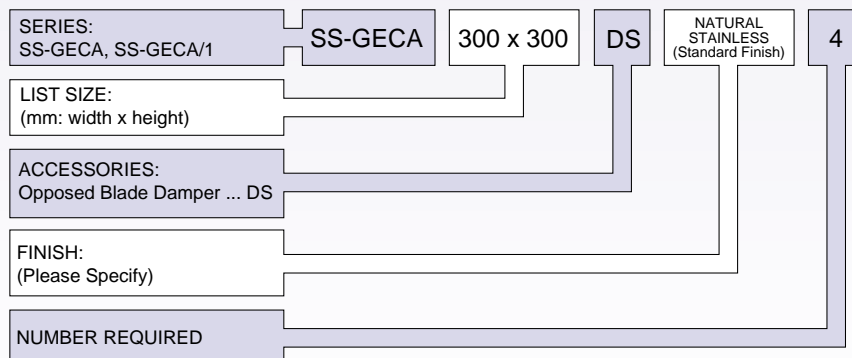 SERIES:
SS-GECA, SS-GECA/1
SS-GECA
300 x 300
DS
NATURAL
STAINLESS
(Standard Finish)
4
LIST SIZE:
(mm: width x height)
ACCESSORIES:
Opposed Blade Damper ... DS
FINISH:
(Please Specify)
NUMBER REQUIRED